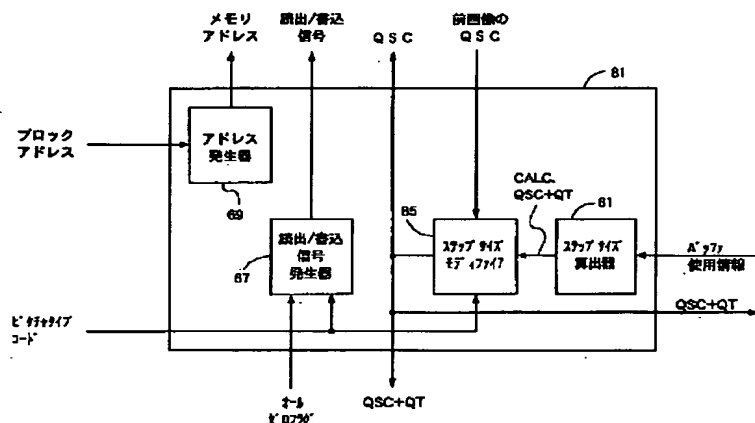 メモリ
アドレス
読出/書込
信号
QSC
前画像の
QSC
81
ブロック
アドレス
アドレス
発生器
69
CALC.
QSC+QT
85
81
読出/書込
信号
発生器
67
ステップ サイズ
モディファイア
ステップ サイズ
算出器
バッファ
使用情報
QSC+QT
ピクチャタイプ
コード
オール
ゼロフラグ
QSC+QT